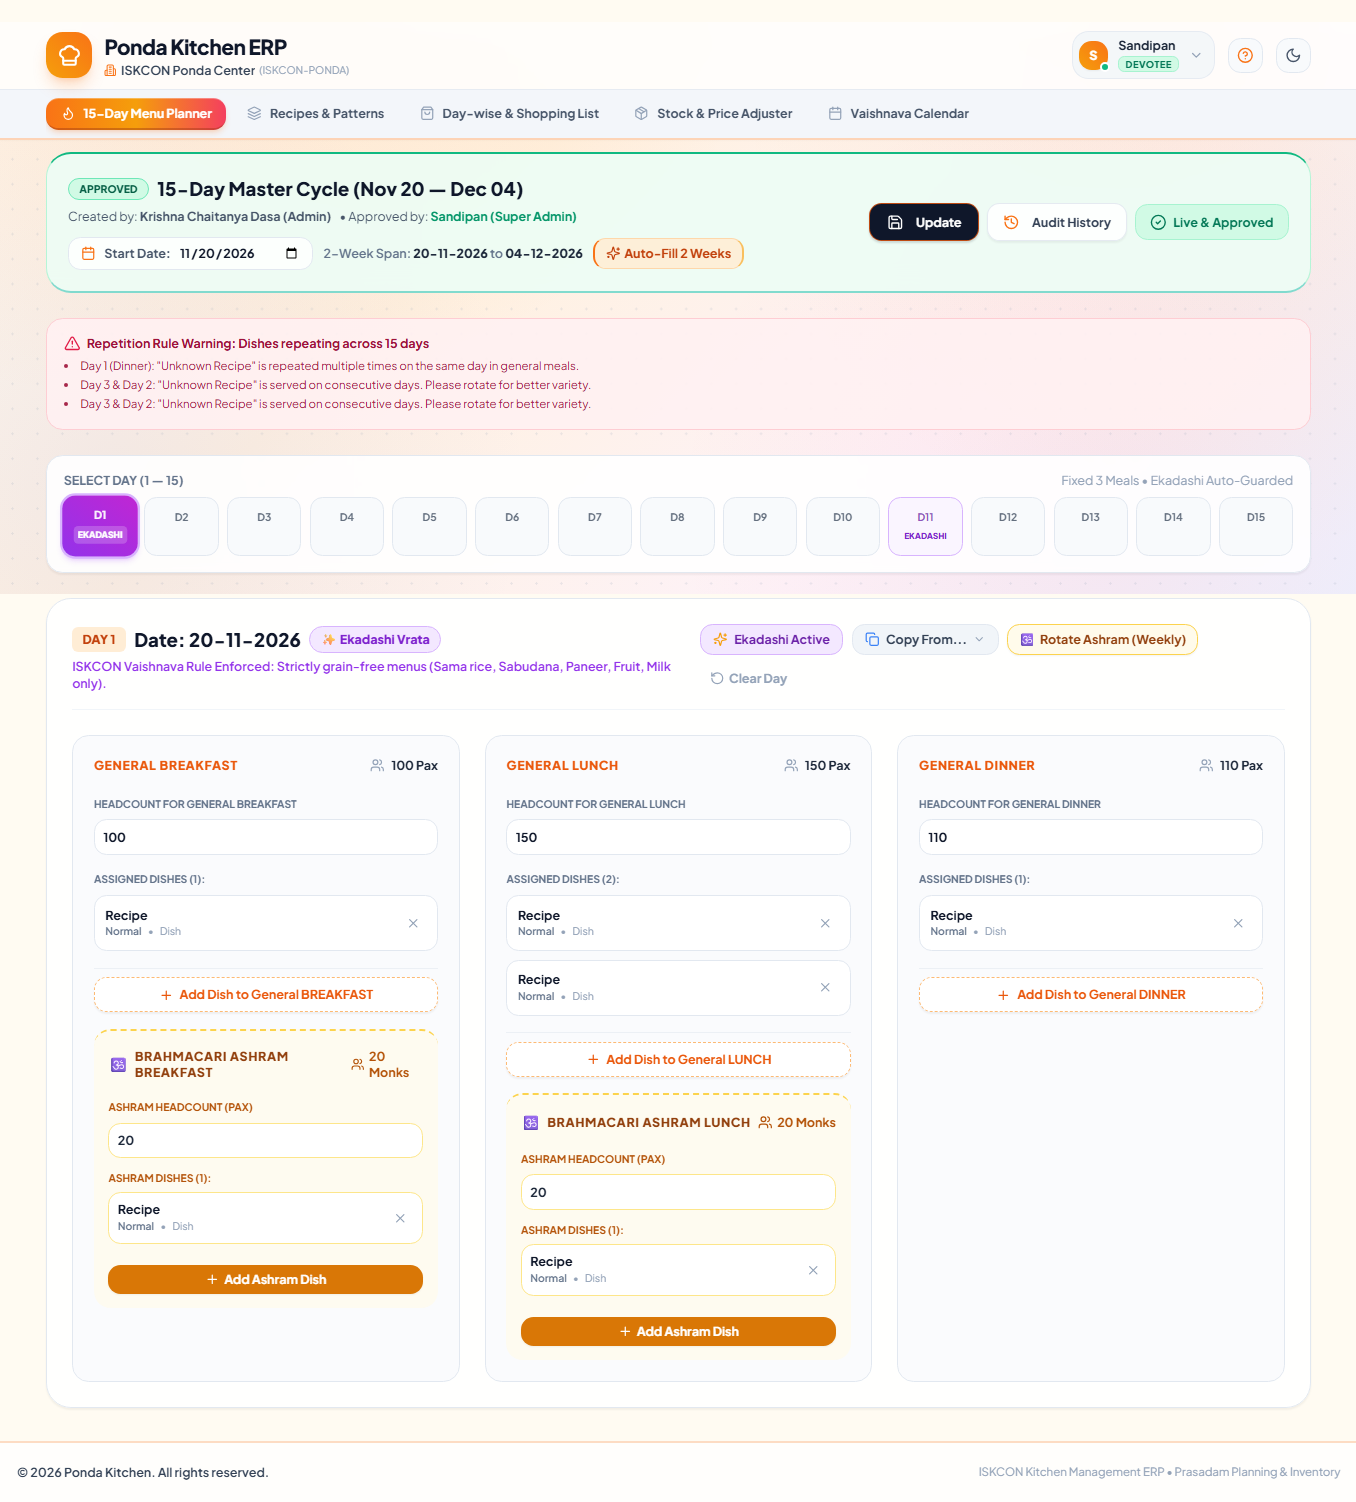 Ponda Kitchen ERP
ISKCON Ponda Center (ISKCON-PONDA)
S
Sandipan
DEVOTEE
15-Day Menu Planner
Recipes & Patterns
Day-wise & Shopping List
Stock & Price Adjuster
Vaishnava Calendar
APPROVED
15-Day Master Cycle (Nov 20 — Dec 04)
Created by: Krishna Chaitanya Dasa (Admin) • Approved by: Sandipan (Super Admin)
Start Date: 11/20/2026
2-Week Span: 20-11-2026 to 04-12-2026
Auto-Fill 2 Weeks
Update
Audit History
Live & Approved
Repetition Rule Warning: Dishes repeating across 15 days
• Day 1 (Dinner): "Unknown Recipe" is repeated multiple times on the same day in general meals.
• Day 3 & Day 2: "Unknown Recipe" is served on consecutive days. Please rotate for better variety.
• Day 3 & Day 2: "Unknown Recipe" is served on consecutive days. Please rotate for better variety.
SELECT DAY (1 — 15)
Fixed 3 Meals • Ekadashi Auto-Guarded
D1
EKADASHI
D2
D3
D4
D5
D6
D7
D8
D9
D10
D11
EKADASHI
D12
D13
D14
D15
DAY 1
Date: 20-11-2026
Ekadashi Vrata
ISKCON Vaishnava Rule Enforced: Strictly grain-free menus (Sama rice, Sabudana, Paneer, Fruit, Milk
only).
Ekadashi Active
Copy From...
🕉 Rotate Ashram (Weekly)
Clear Day
GENERAL BREAKFAST
100 Pax
HEADCOUNT FOR GENERAL BREAKFAST
100
ASSIGNED DISHES (1):
Recipe
Normal • Dish
+ Add Dish to General BREAKFAST
🕉 BRAHMACARI ASHRAM
BREAKFAST
20
Monks
ASHRAM HEADCOUNT (PAX)
20
ASHRAM DISHES (1):
Recipe
Normal • Dish
+ Add Ashram Dish
GENERAL LUNCH
150 Pax
HEADCOUNT FOR GENERAL LUNCH
150
ASSIGNED DISHES (2):
Recipe
Normal • Dish
Recipe
Normal • Dish
+ Add Dish to General LUNCH
🕉 BRAHMACARI ASHRAM LUNCH
20 Monks
ASHRAM HEADCOUNT (PAX)
20
ASHRAM DISHES (1):
Recipe
Normal • Dish
+ Add Ashram Dish
GENERAL DINNER
110 Pax
HEADCOUNT FOR GENERAL DINNER
110
ASSIGNED DISHES (1):
Recipe
Normal • Dish
+ Add Dish to General DINNER
© 2026 Ponda Kitchen. All rights reserved.
ISKCON Kitchen Management ERP • Prasadam Planning & Inventory